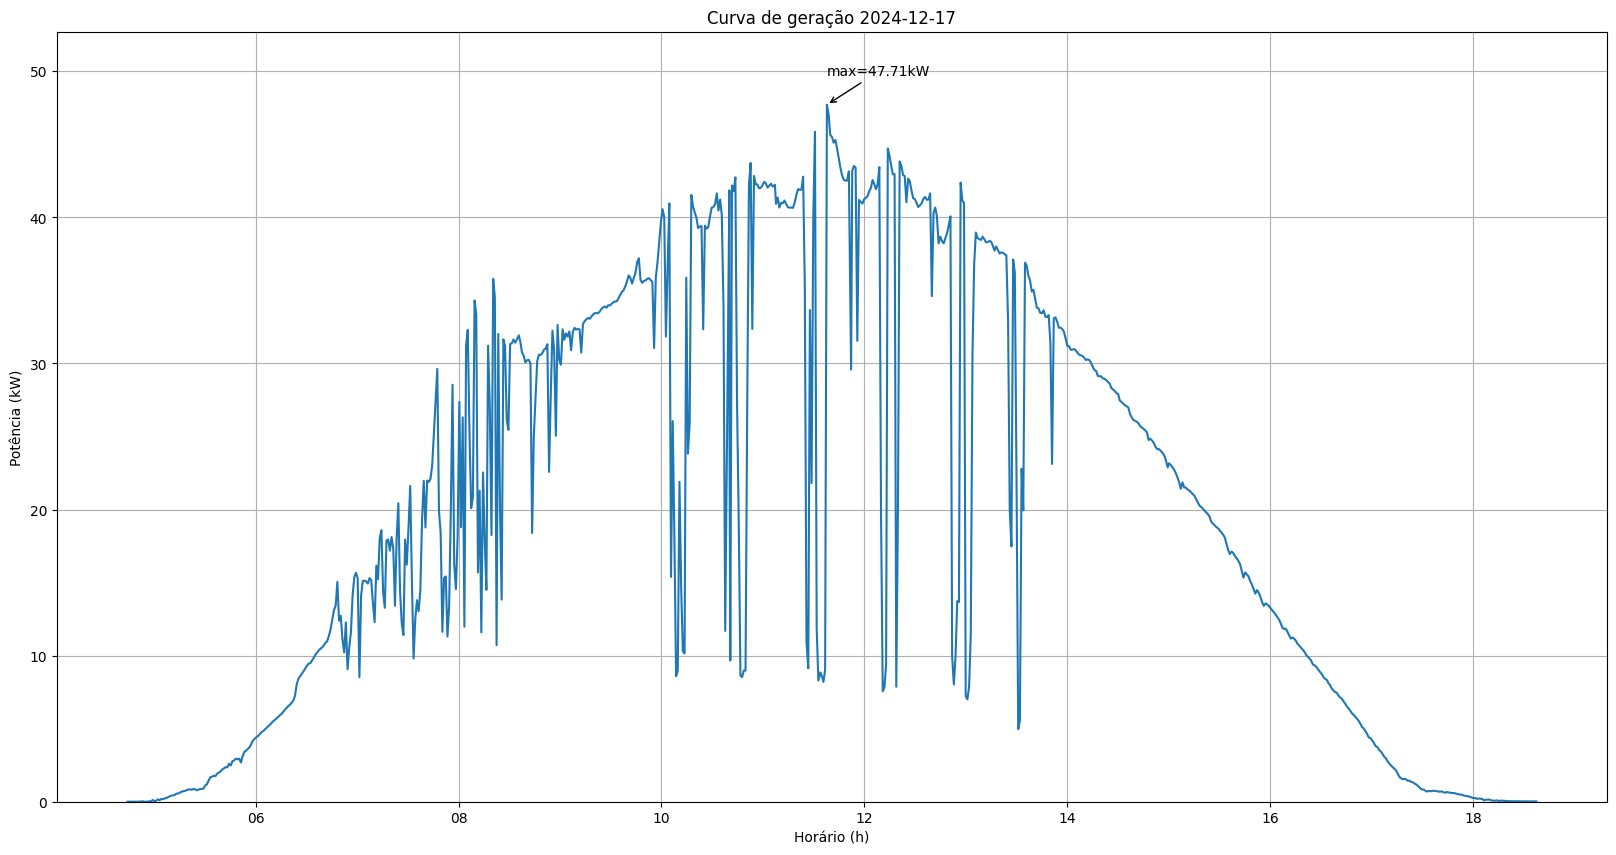 Curva de geração 2024-12-17
max=47.71kW
Potência (kW)
50
40
30
20
10
0
06 08 10 12 14 16 18
Horário (h)